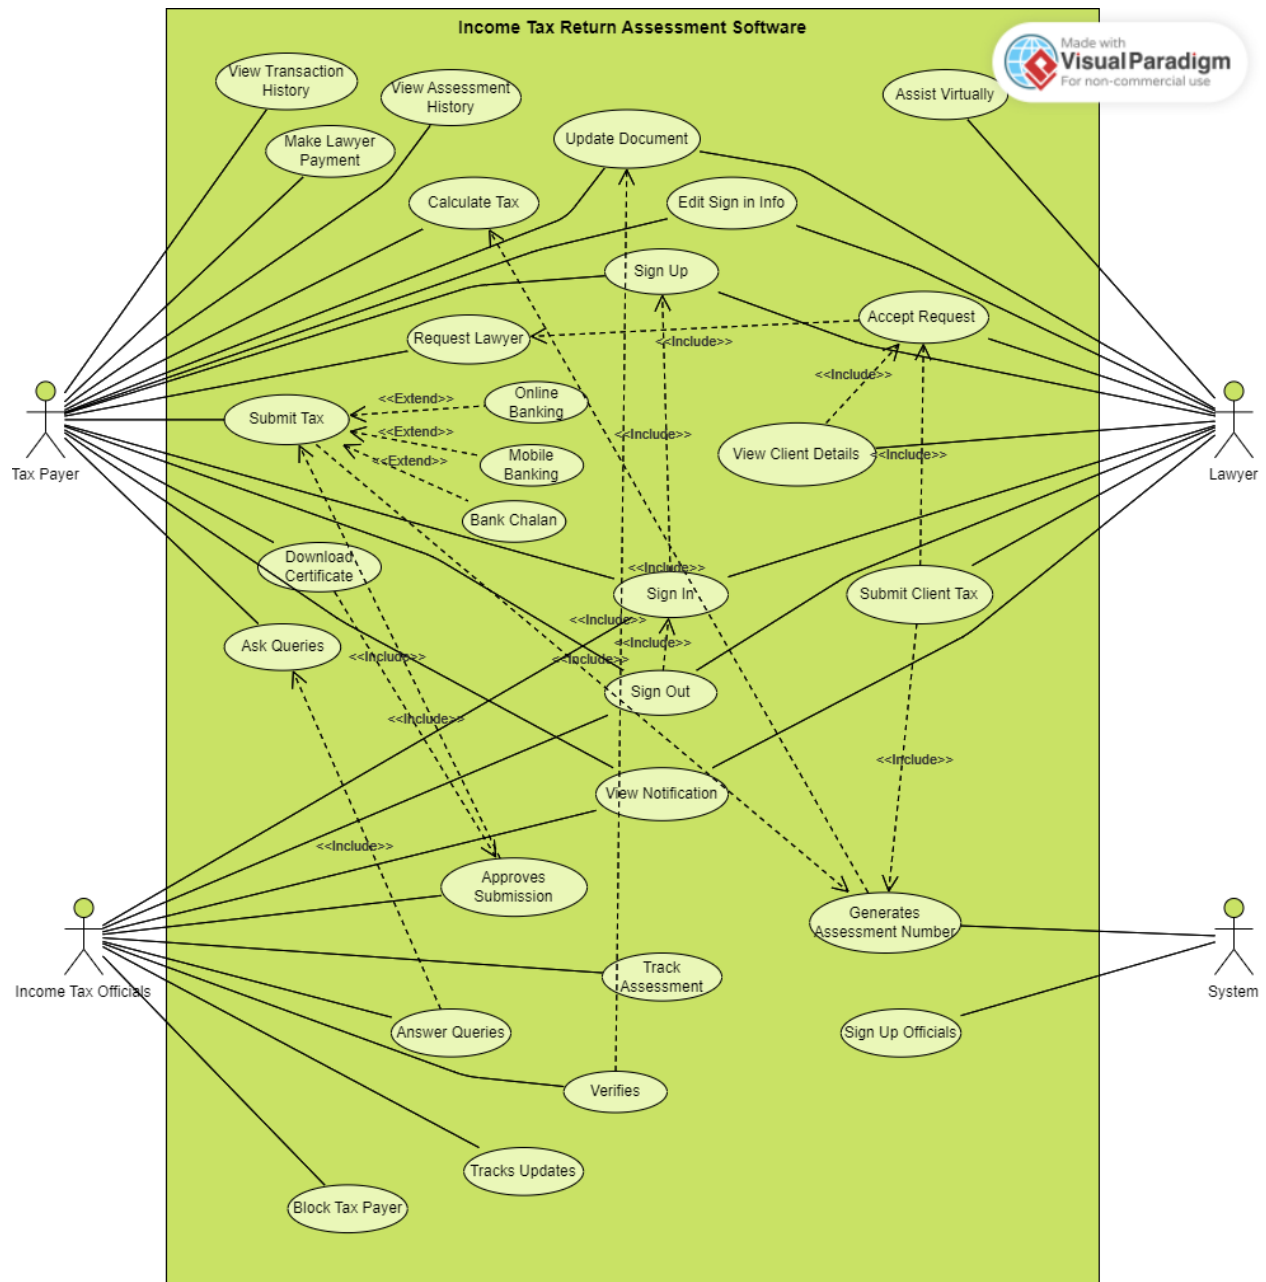 Income Tax Return Assessment Software
Made with
Visual Paradigm
For non-commercial use
View Transaction
History
View Assessment
History
Assist Virtually
Make Lawyer
Payment
Update Document
Calculate Tax
Edit Sign in Info
Sign Up
Accept Request
Request Lawyer
<<Include>>
<<Include>>
<<Extend>>
Online
Banking
Submit Tax
<<Extend>>
<<Include>>
<<Extend>>
Mobile
Banking
View Client Details
<<Include>>
Tax Payer
Lawyer
Bank Chalan
Download
Certificate
<<Include>>
Sign In
Submit Client Tax
<<Include>>
Ask Queries
<<Include>>
<<Include>>
<<Include>>
Sign Out
<<Include>>
<<Include>>
View Notification
<<Include>>
Approves
Submission
Generates
Assessment Number
Income Tax Officials
System
Track
Assessment
Answer Queries
Sign Up Officials
Verifies
Tracks Updates
Block Tax Payer